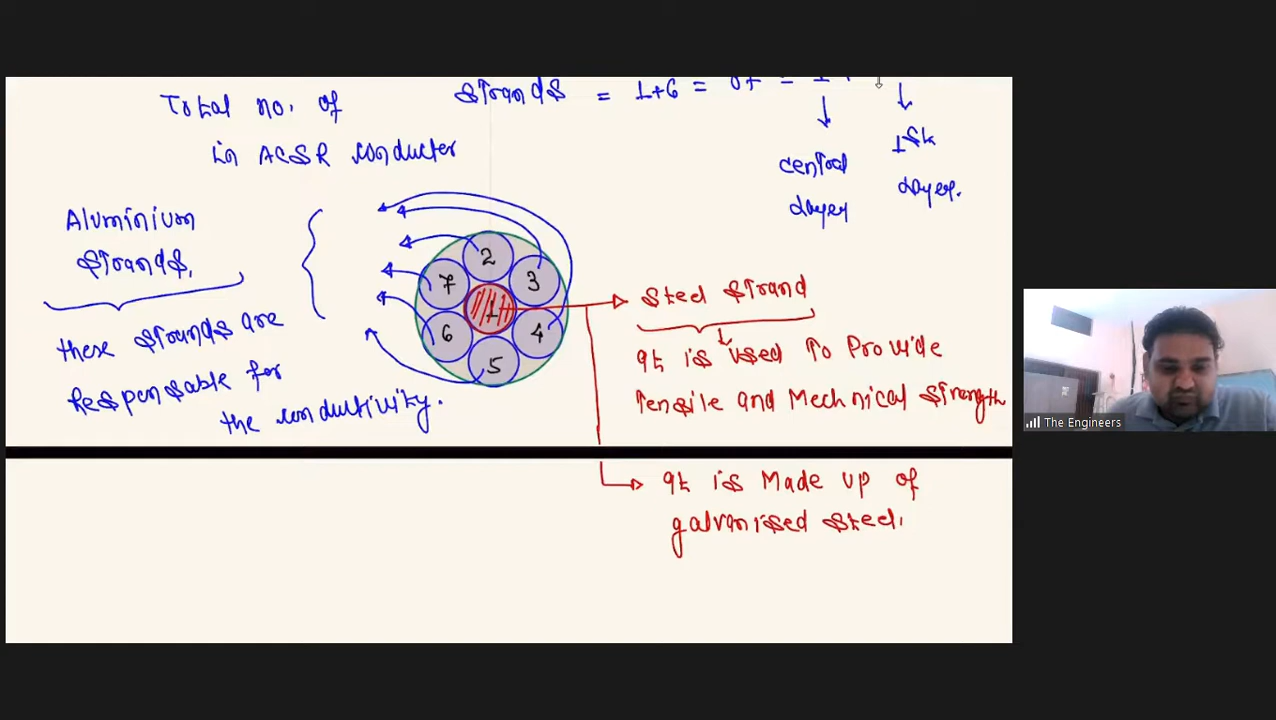 Total no. of strands = 1+6 = 07 =
in ACSR conductor
central
layer
1st
layer.
Aluminium
strands,
these strands are
Responsable for
the conductivity.
2
3
7
1
6
4
5
steel strand
It is used To Provide
Tensile and Mechnical strength
It is Made up of
galvanised steel.
The Engineers